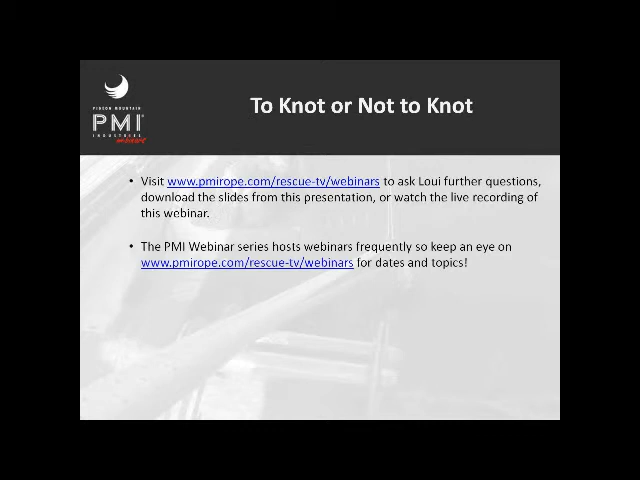 PIGEON MOUNTAIN
PMI
INDUSTRIES
To Knot or Not to Knot
• Visit www.pmirope.com/rescue-tv/webinars to ask Loui further questions,
download the slides from this presentation, or watch the live recording of
this webinar.
• The PMI Webinar series hosts webinars frequently so keep an eye on
www.pmirope.com/rescue-tv/webinars for dates and topics!